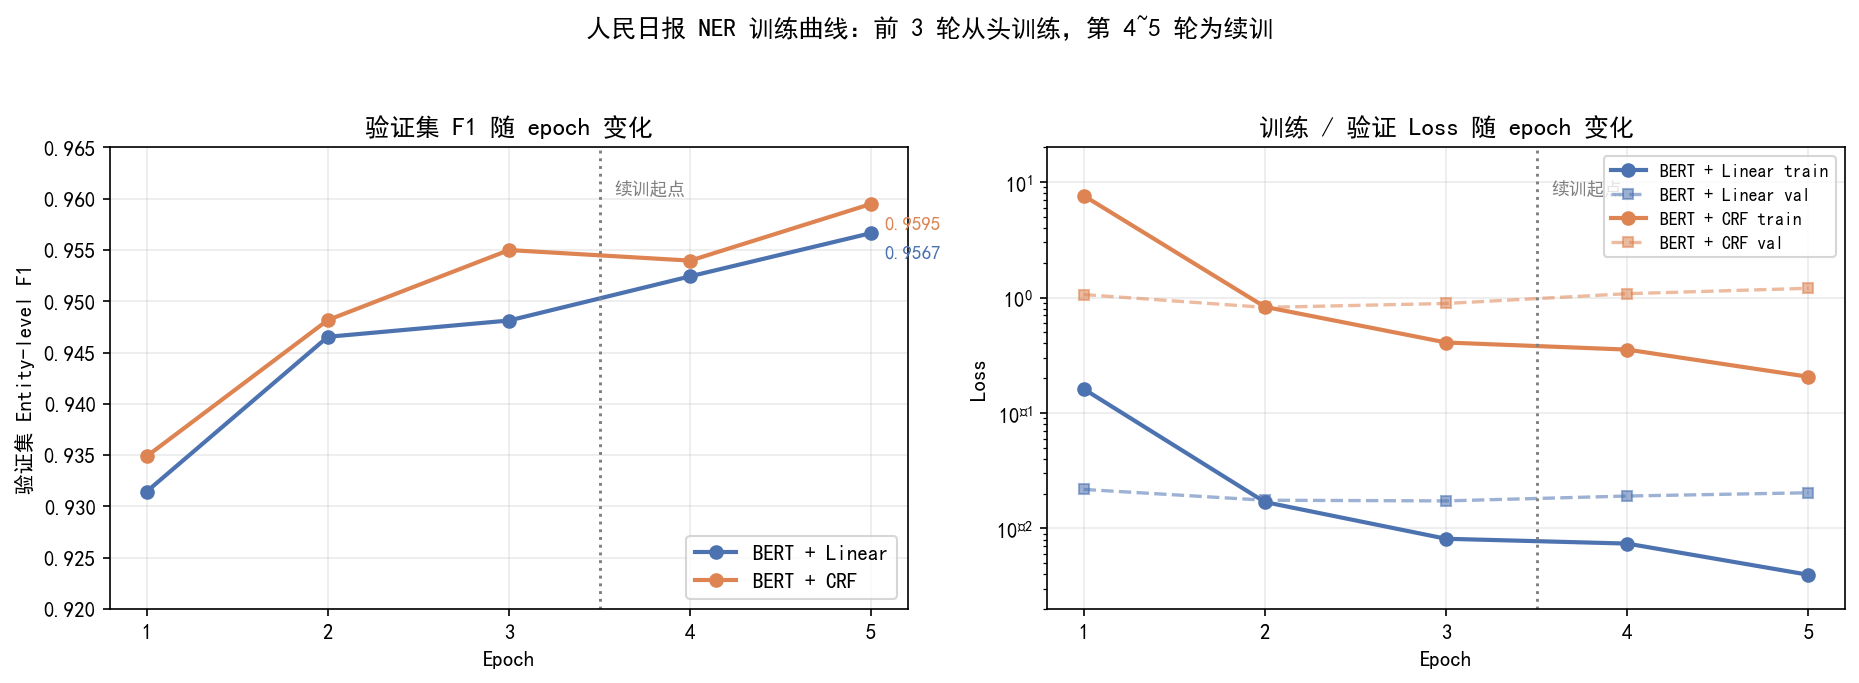 人民日报 NER 训练曲线：前 3 轮从头训练，第 4~5 轮为续训
验证集 F1 随 epoch 变化
验证集 Entity-level F1
0.965
0.960
0.955
0.950
0.945
0.940
0.935
0.930
0.925
0.920
续训起点
0.9595
0.9567
BERT + Linear
BERT + CRF
1 2 3 4 5
Epoch
训练 / 验证 Loss 随 epoch 变化
Loss
10¹
10⁰
10¤1
10¤2
续训起点
BERT + Linear train
BERT + Linear val
BERT + CRF train
BERT + CRF val
1 2 3 4 5
Epoch